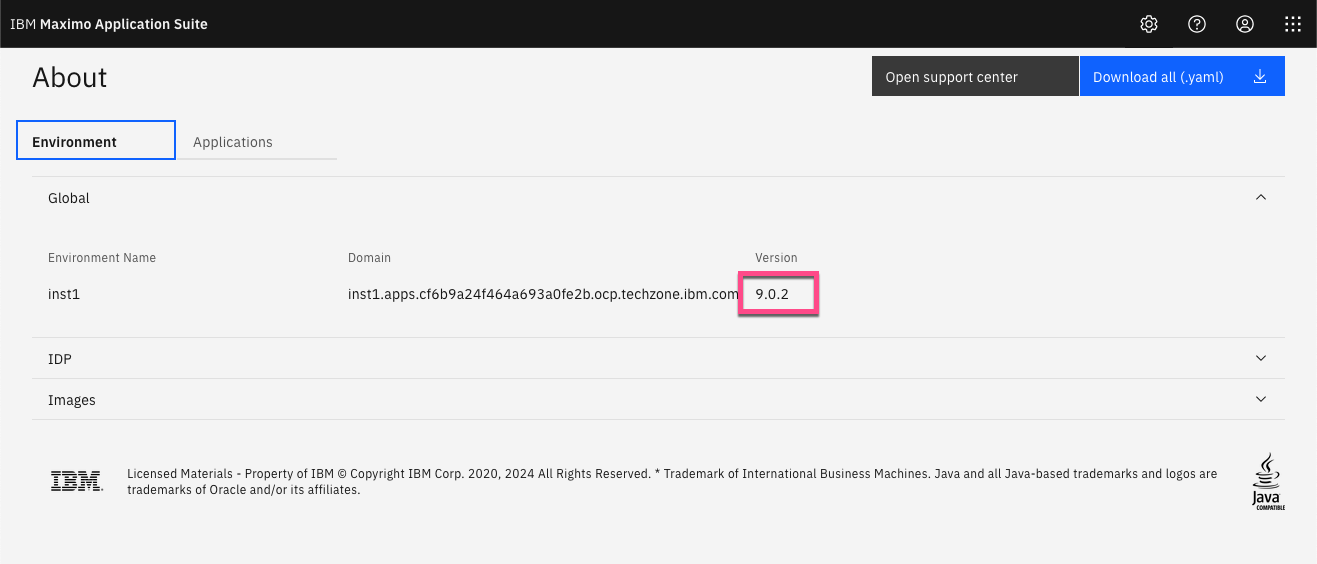 IBM Maximo Application Suite
About
Open support center
Download all (.yaml)
Environment
Applications
Global
Environment Name
Domain
Version
inst1
inst1.apps.cf6b9a24f464a693a0fe2b.ocp.techzone.ibm.com
9.0.2
IDP
Images
IBM
Licensed Materials - Property of IBM © Copyright IBM Corp. 2020, 2024 All Rights Reserved. * Trademark of International Business Machines. Java and all Java-based trademarks and logos are
trademarks of Oracle and/or its affiliates.
Java
COMPATIBLE